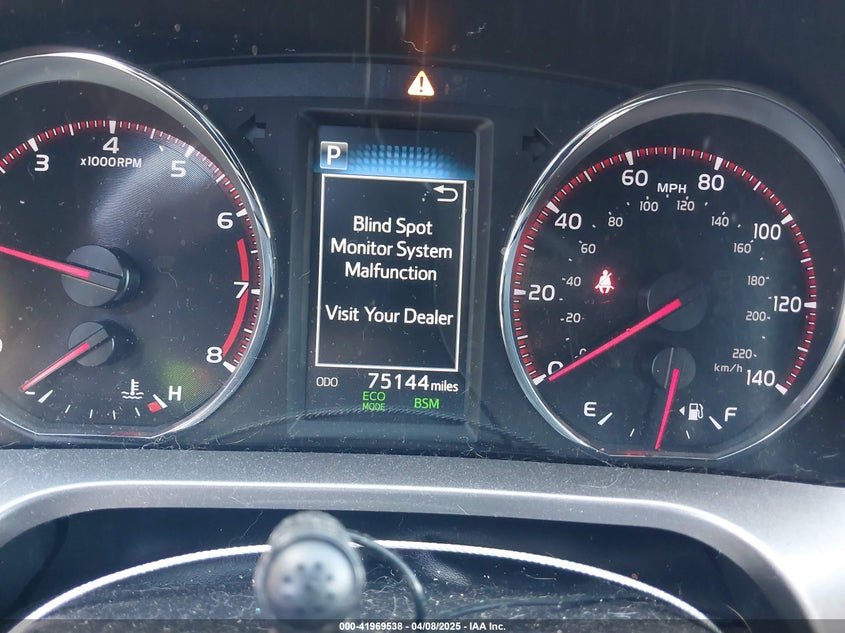 3
4
5
6
7
8
x1000RPM
H
P
Blind Spot
Monitor System
Malfunction
Visit Your Dealer
ODO 75144 miles
ECO
MODE
BSM
0
20
40
60
80
100
120
140
MPH
0
20
40
60
80
100
120
140
160
180
200
220
km/h
E
F
000-41969538 - 04/08/2025 - IAA Inc.